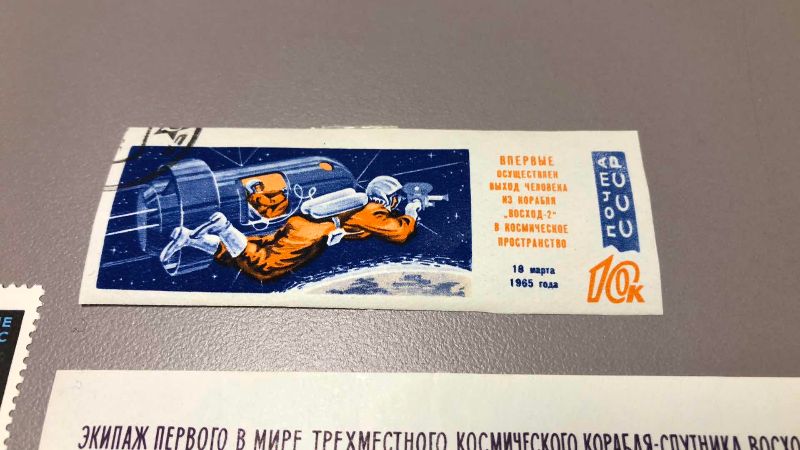 ВПЕРВЫЕ
ОСУЩЕСТВЛЕН
ВЫХОД ЧЕЛОВЕКА
ИЗ КОРАБЛЯ
„ВОСХОД-2"
В КОСМИЧЕСКОЕ
ПРОСТРАНСТВО
18 марта
1965 года
ПОЧТА
СССР
10К
ЭКИПАЖ ПЕРВОГО В МИРЕ ТРЕХМЕСТНОГО КОСМИЧЕСКОГО КОРАБЛЯ-СПУТНИКА ВОСХО